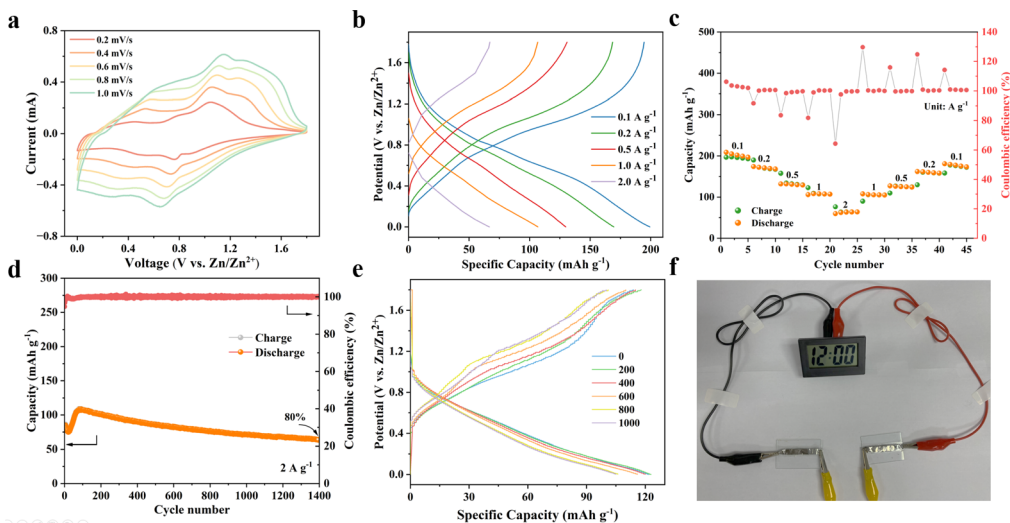 a
0.8
0.4
0.0
−0.4
−0.8
Current (mA)
0.2 mV/s
0.4 mV/s
0.6 mV/s
0.8 mV/s
1.0 mV/s
0.0 0.4 0.8 1.2 1.6
Voltage (V vs. Zn/Zn²⁺)
b
1.6
1.2
0.8
0.4
0.0
Potential (V vs. Zn/Zn²⁺)
0.1 A g⁻¹
0.2 A g⁻¹
0.5 A g⁻¹
1.0 A g⁻¹
2.0 A g⁻¹
0 40 80 120 160 200
Specific Capacity (mAh g⁻¹)
c
500
400
300
200
100
0
Capacity (mAh g⁻¹)
140
120
100
80
60
40
20
0
Coulombic efficiency (%)
Unit: A g⁻¹
0.1
0.2
0.5
1
2
1
0.5
0.2
0.1
Charge
Discharge
0 5 10 15 20 25 30 35 40 45
Cycle number
d
300
250
200
150
100
50
0
Capacity (mAh g⁻¹)
100
80
60
40
20
0
Coulombic efficiency (%)
Charge
Discharge
80%
2 A g⁻¹
0 200 400 600 800 1000 1200 1400
Cycle number
e
2.0
1.6
1.2
0.8
0.4
0.0
Potential (V vs. Zn/Zn²⁺)
0
200
400
600
800
1000
0 20 40 60 80 100 120
Specific Capacity (mAh g⁻¹)
f
12:00